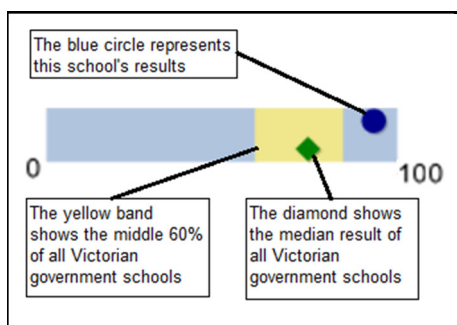 The blue circle represents
this school's results
0
100
The yellow band
shows the middle 60%
of all Victorian
government schools
The diamond shows
the median result of
all Victorian
government schools